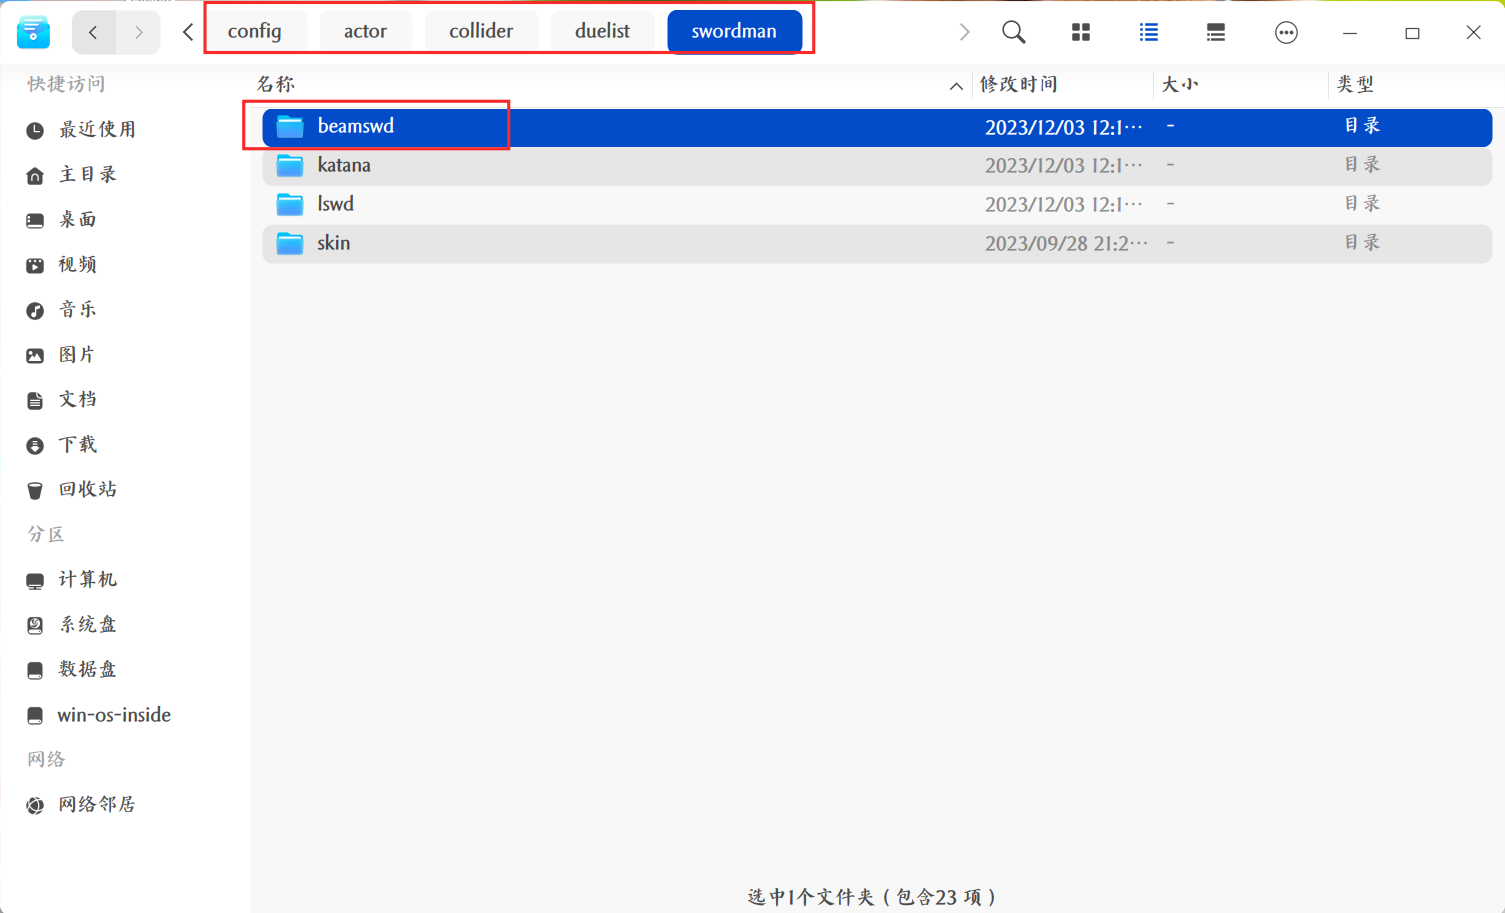 config actor collider duelist swordman
快捷访问
最近使用
主目录
桌面
视频
音乐
图片
文档
下载
回收站
分区
计算机
系统盘
数据盘
win-os-inside
网络
网络邻居
名称 修改时间 大小 类型
beamswd 2023/12/03 12:1··· - 目录
katana 2023/12/03 12:1··· - 目录
lswd 2023/12/03 12:1··· - 目录
skin 2023/09/28 21:2··· - 目录
选中1个文件夹（包含23 项）